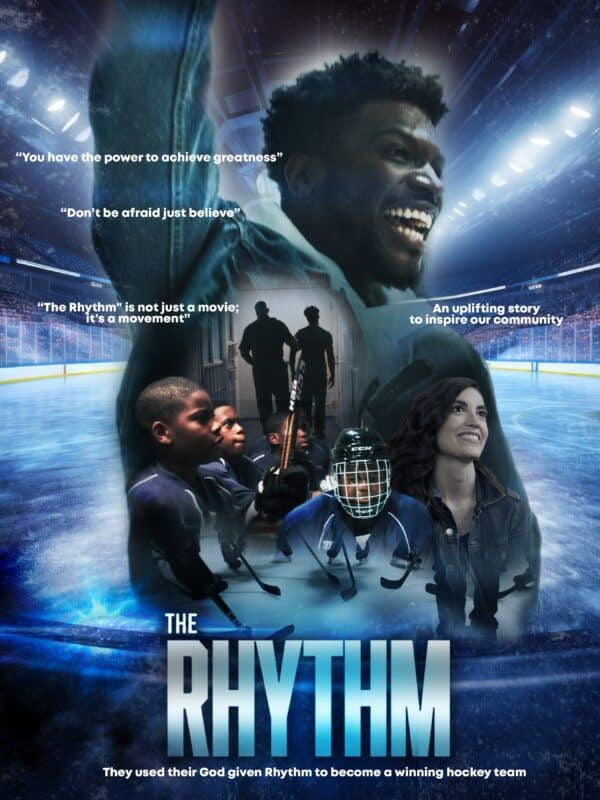 “You have the power to achieve greatness”
“Don’t be afraid just believe”
“The Rhythm” is not just a movie;
it’s a movement”
An uplifting story
to inspire our community
CCM
THE
RHYTHM
They used their God given Rhythm to become a winning hockey team